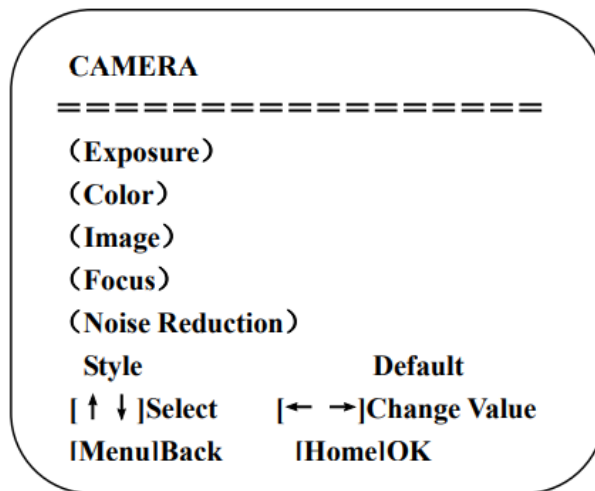 CAMERA
==================
（Exposure）
（Color）
（Image）
（Focus）
（Noise Reduction）
Style Default
[↑ ↓]Select [← →]Change Value
[Menu]Back [Home]OK